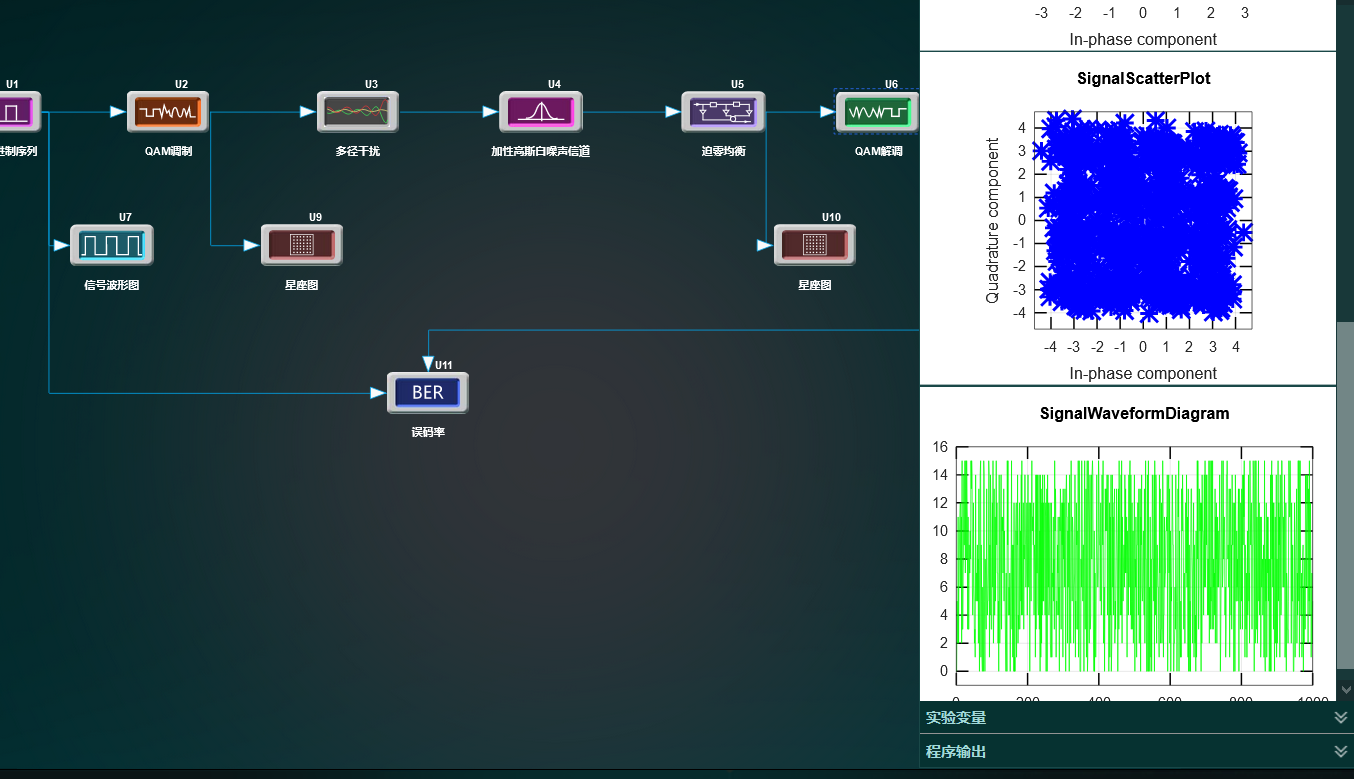 U1
U2
U3
U4
U5
U6
进制序列
QAM调制
多径干扰
加性高斯白噪声信道
迫零均衡
QAM解调
U7
U9
U10
信号波形图
星座图
星座图
U11
BER
误码率
-3 -2 -1 0 1 2 3
In-phase component
SignalScatterPlot
Quadrature component
4
3
2
1
0
-1
-2
-3
-4
-4 -3 -2 -1 0 1 2 3 4
In-phase component
SignalWaveformDiagram
16
14
12
10
8
6
4
2
0
0 200 400 600 800 1000
实验变量
程序输出